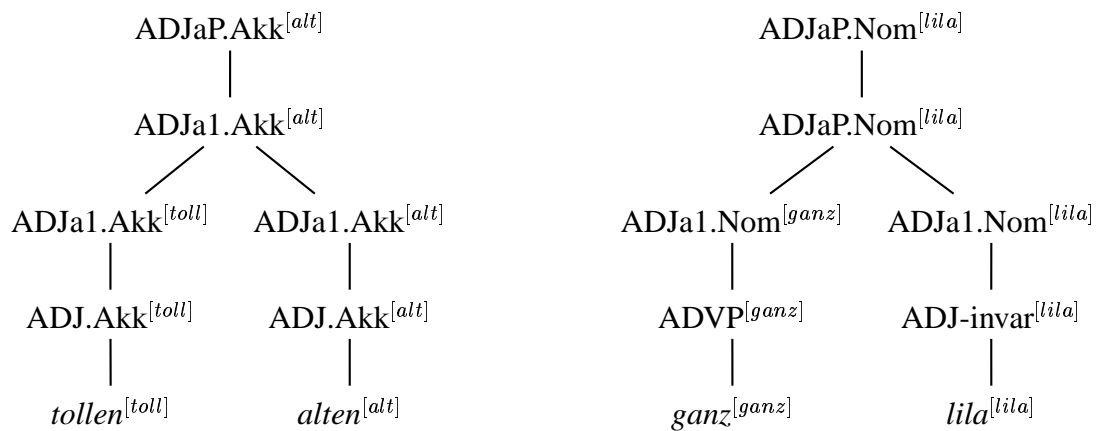 ADJaP.Akk[alt] ADJaP.Nom[lila]
ADJa1.Akk[alt] ADJaP.Nom[lila]
ADJa1.Akk[toll] ADJa1.Akk[alt] ADJa1.Nom[ganz] ADJa1.Nom[lila]
ADJ.Akk[toll] ADJ.Akk[alt] ADVP[ganz] ADJ-invar[lila]
tollen[toll] alten[alt] ganz[ganz] lila[lila]